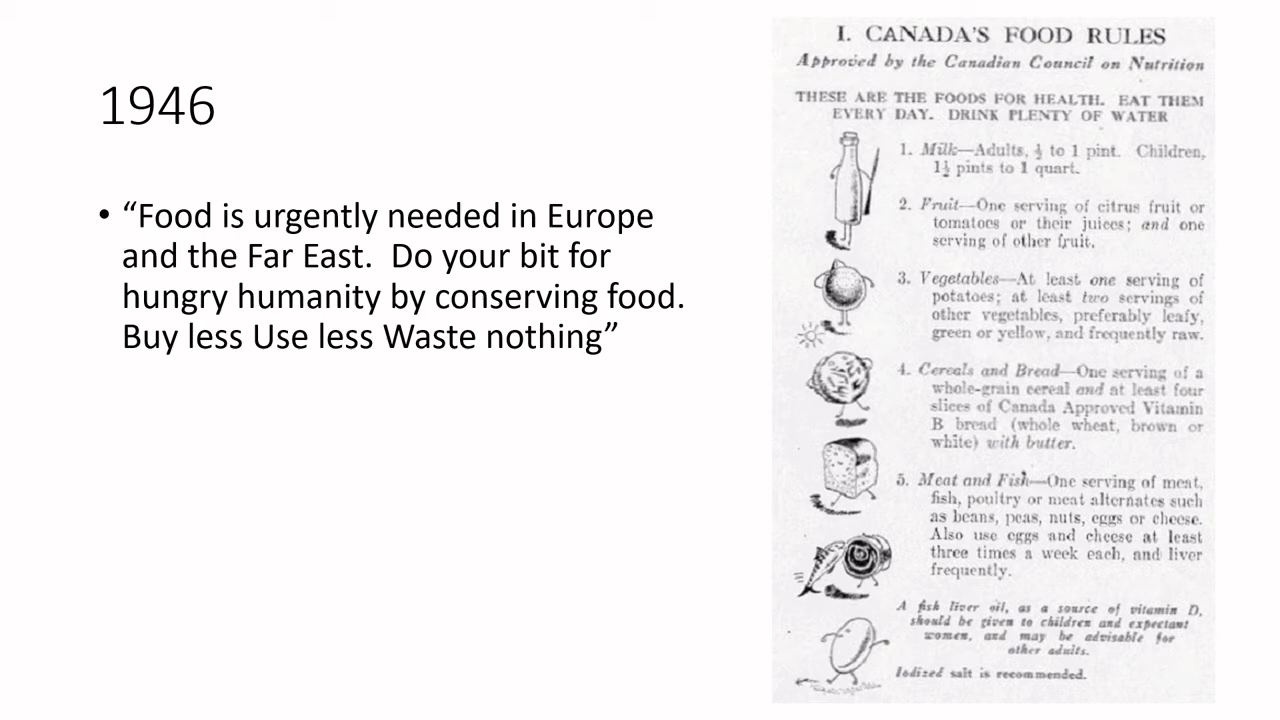 1946
• “Food is urgently needed in Europe
and the Far East.  Do your bit for
hungry humanity by conserving food.
Buy less Use less Waste nothing”
I. CANADA'S FOOD RULES
Approved by the Canadian Council on Nutrition
THESE ARE THE FOODS FOR HEALTH. EAT THEM
EVERY DAY. DRINK PLENTY OF WATER
1. Milk—Adults, ½ to 1 pint. Children,
1½ pints to 1 quart.
2. Fruit—One serving of citrus fruit or
tomatoes or their juices; and one
serving of other fruit.
3. Vegetables—At least one serving of
potatoes; at least two servings of
other vegetables, preferably leafy,
green or yellow, and frequently raw.
4. Cereals and Bread—One serving of a
whole-grain cereal and at least four
slices of Canada Approved Vitamin
B bread (whole wheat, brown or
white) with butter.
5. Meat and Fish—One serving of meat,
fish, poultry or meat alternates such
as beans, peas, nuts, eggs or cheese.
Also use eggs and cheese at least
three times a week each, and liver
frequently.
A fish liver oil, as a source of vitamin D,
should be given to children and expectant
women, and may be advisable for
other adults.
Iodized salt is recommended.